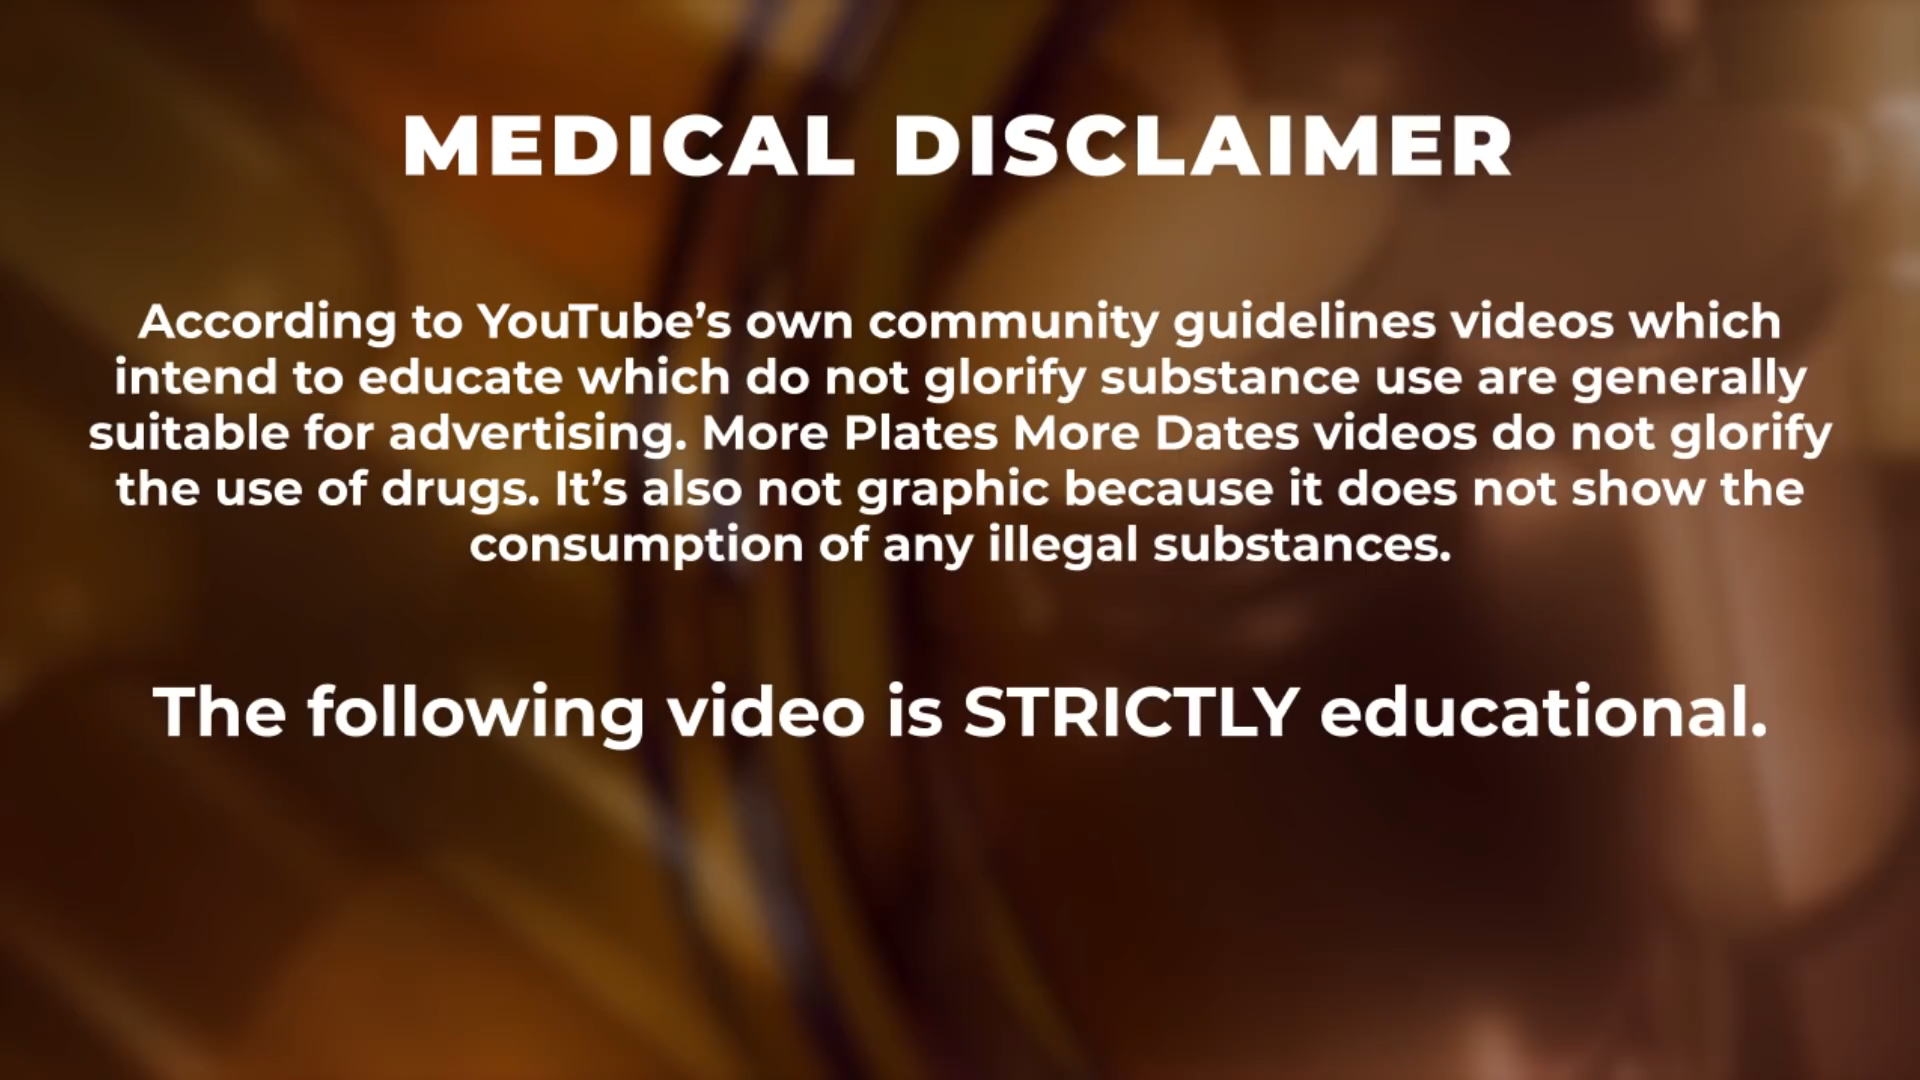 MEDICAL DISCLAIMER
According to YouTube’s own community guidelines videos which
intend to educate which do not glorify substance use are generally
suitable for advertising. More Plates More Dates videos do not glorify
the use of drugs. It’s also not graphic because it does not show the
consumption of any illegal substances.
The following video is STRICTLY educational.